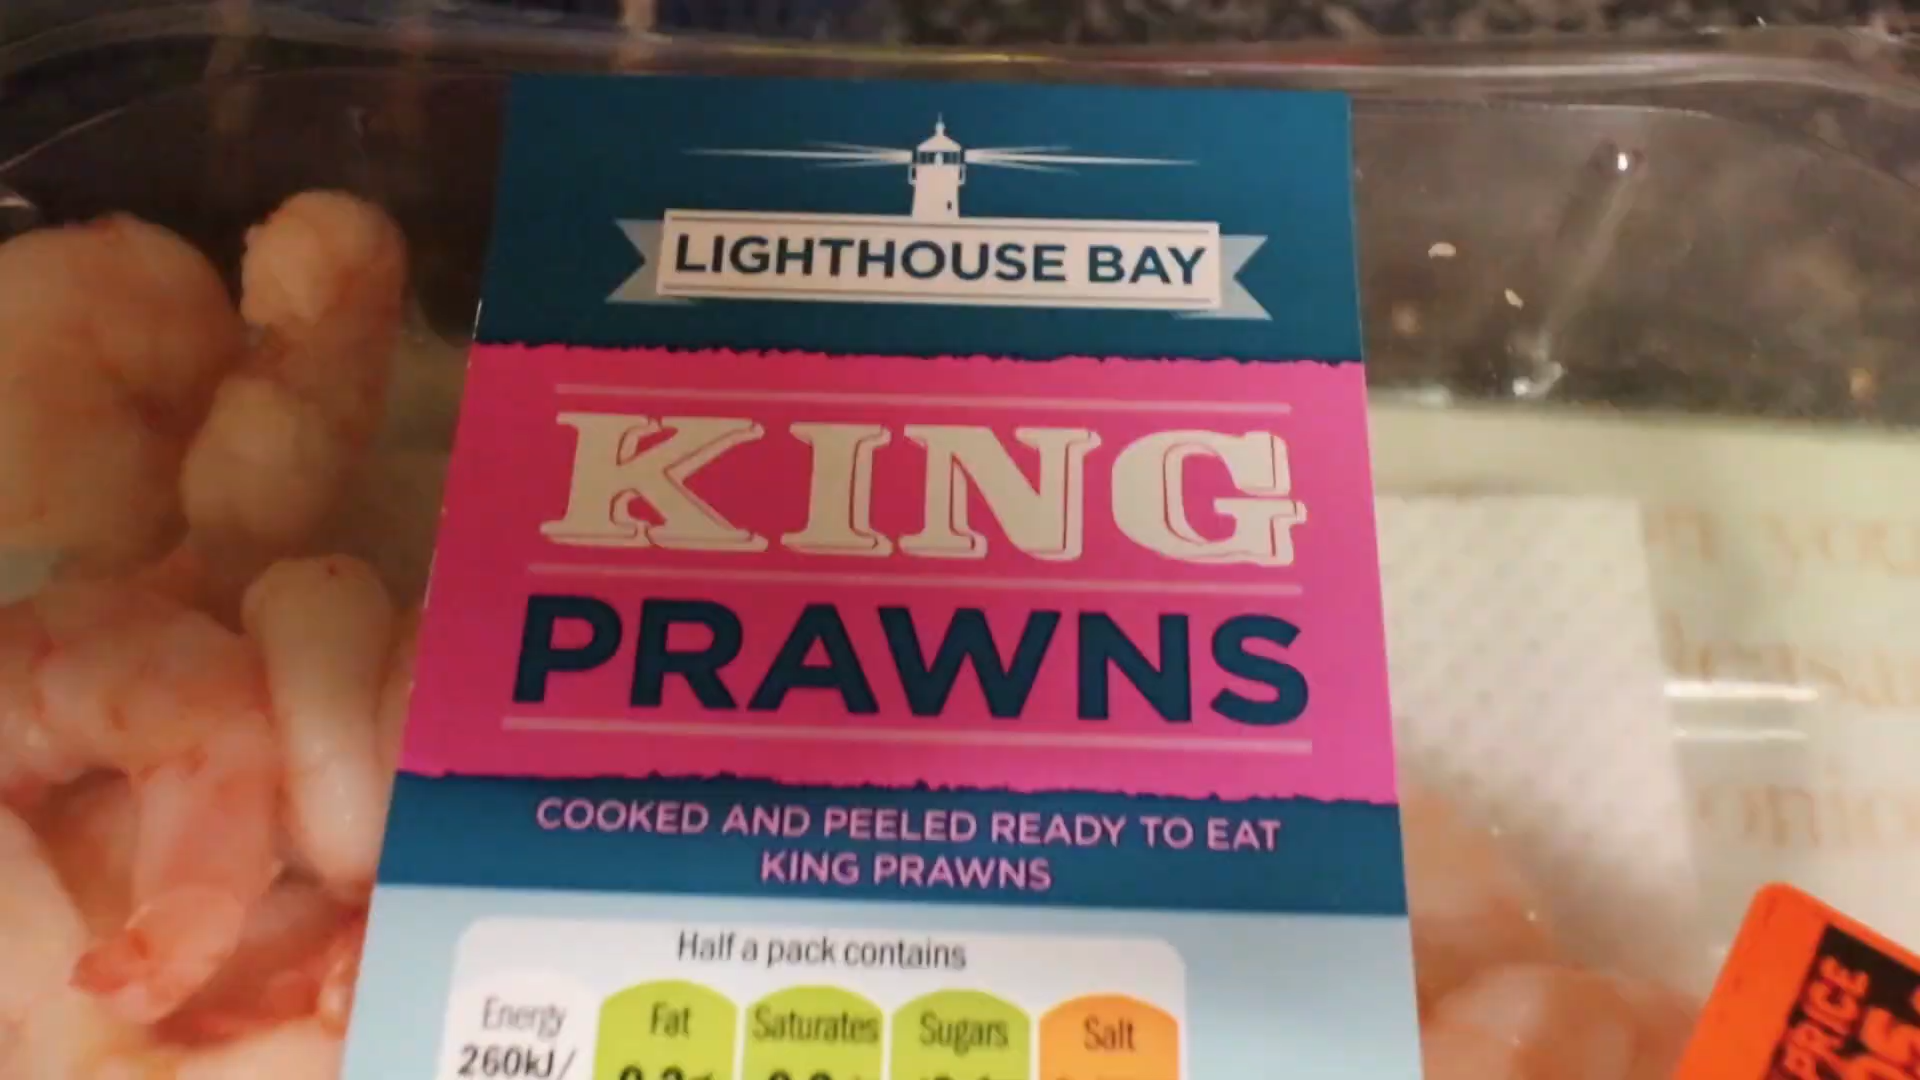 LIGHTHOUSE BAY
KING
PRAWNS
COOKED AND PEELED READY TO EAT
KING PRAWNS
Half a pack contains
Energy
260kJ/
Fat
Saturates
Sugars
Salt
PRICE